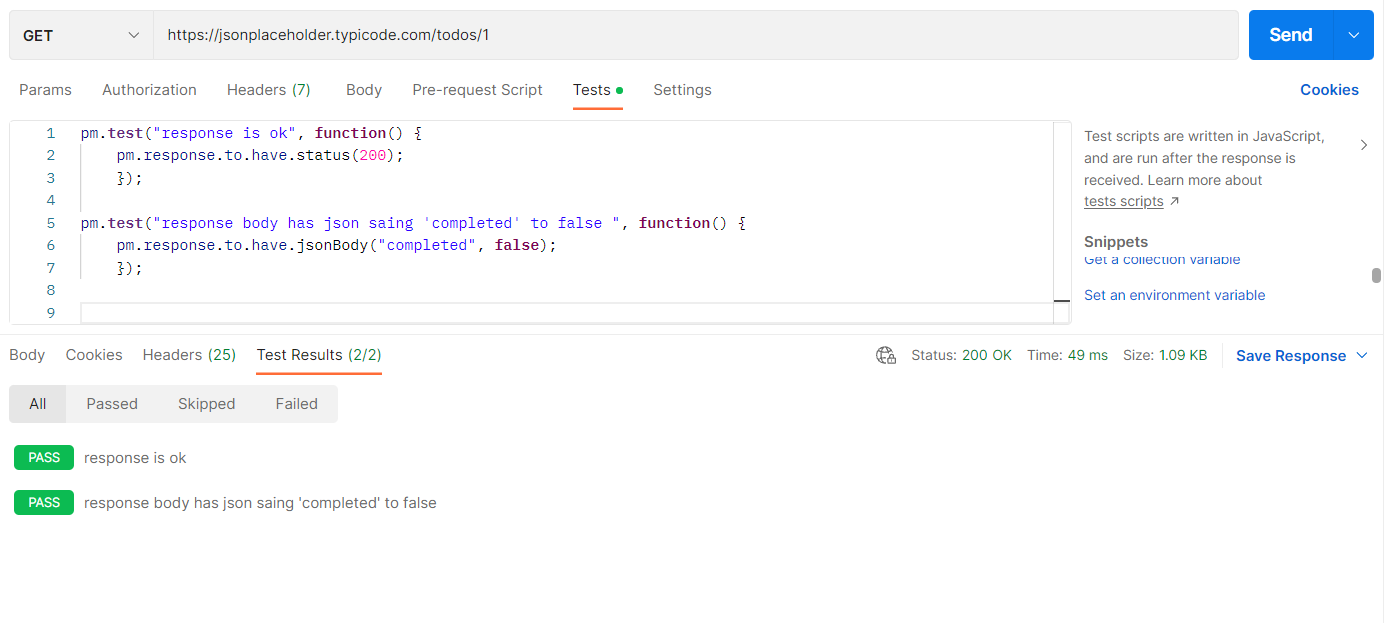 GET
https://jsonplaceholder.typicode.com/todos/1
Send
Params Authorization Headers (7) Body Pre-request Script Tests Settings
Cookies
1 pm.test("response is ok", function() {
2 pm.response.to.have.status(200);
3 });
4
5 pm.test("response body has json saing 'completed' to false ", function() {
6 pm.response.to.have.jsonBody("completed", false);
7 });
8
9
Test scripts are written in JavaScript,
and are run after the response is
received. Learn more about
tests scripts ↗
Snippets
Get a collection variable
Set an environment variable
Body Cookies Headers (25) Test Results (2/2)
Status: 200 OK Time: 49 ms Size: 1.09 KB Save Response
All Passed Skipped Failed
PASS response is ok
PASS response body has json saing 'completed' to false